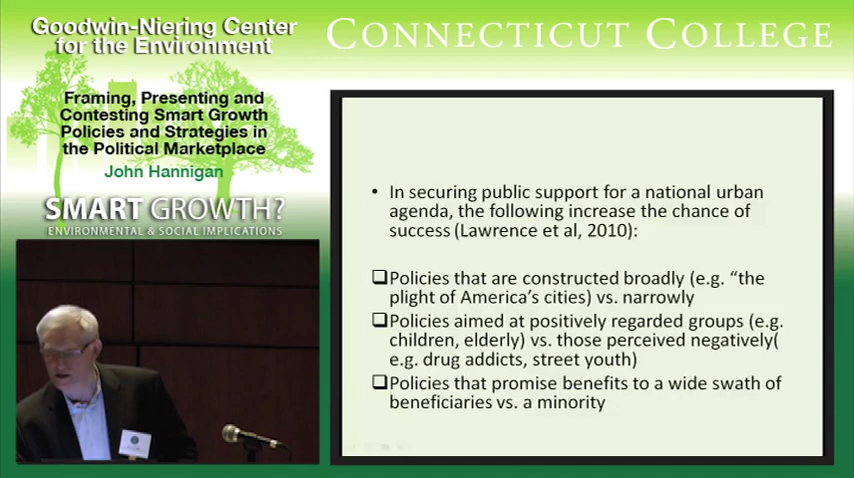 Goodwin-Niering Center
for the Environment
CONNECTICUT COLLEGE
Framing, Presenting and
Contesting Smart Growth
Policies and Strategies in
the Political Marketplace
John Hannigan
SMART GROWTH?
ENVIRONMENTAL & SOCIAL IMPLICATIONS
• In securing public support for a national urban
agenda, the following increase the chance of
success (Lawrence et al, 2010):
❑Policies that are constructed broadly (e.g. “the
plight of America’s cities) vs. narrowly
❑Policies aimed at positively regarded groups (e.g.
children, elderly) vs. those perceived negatively(
e.g. drug addicts, street youth)
❑Policies that promise benefits to a wide swath of
beneficiaries vs. a minority